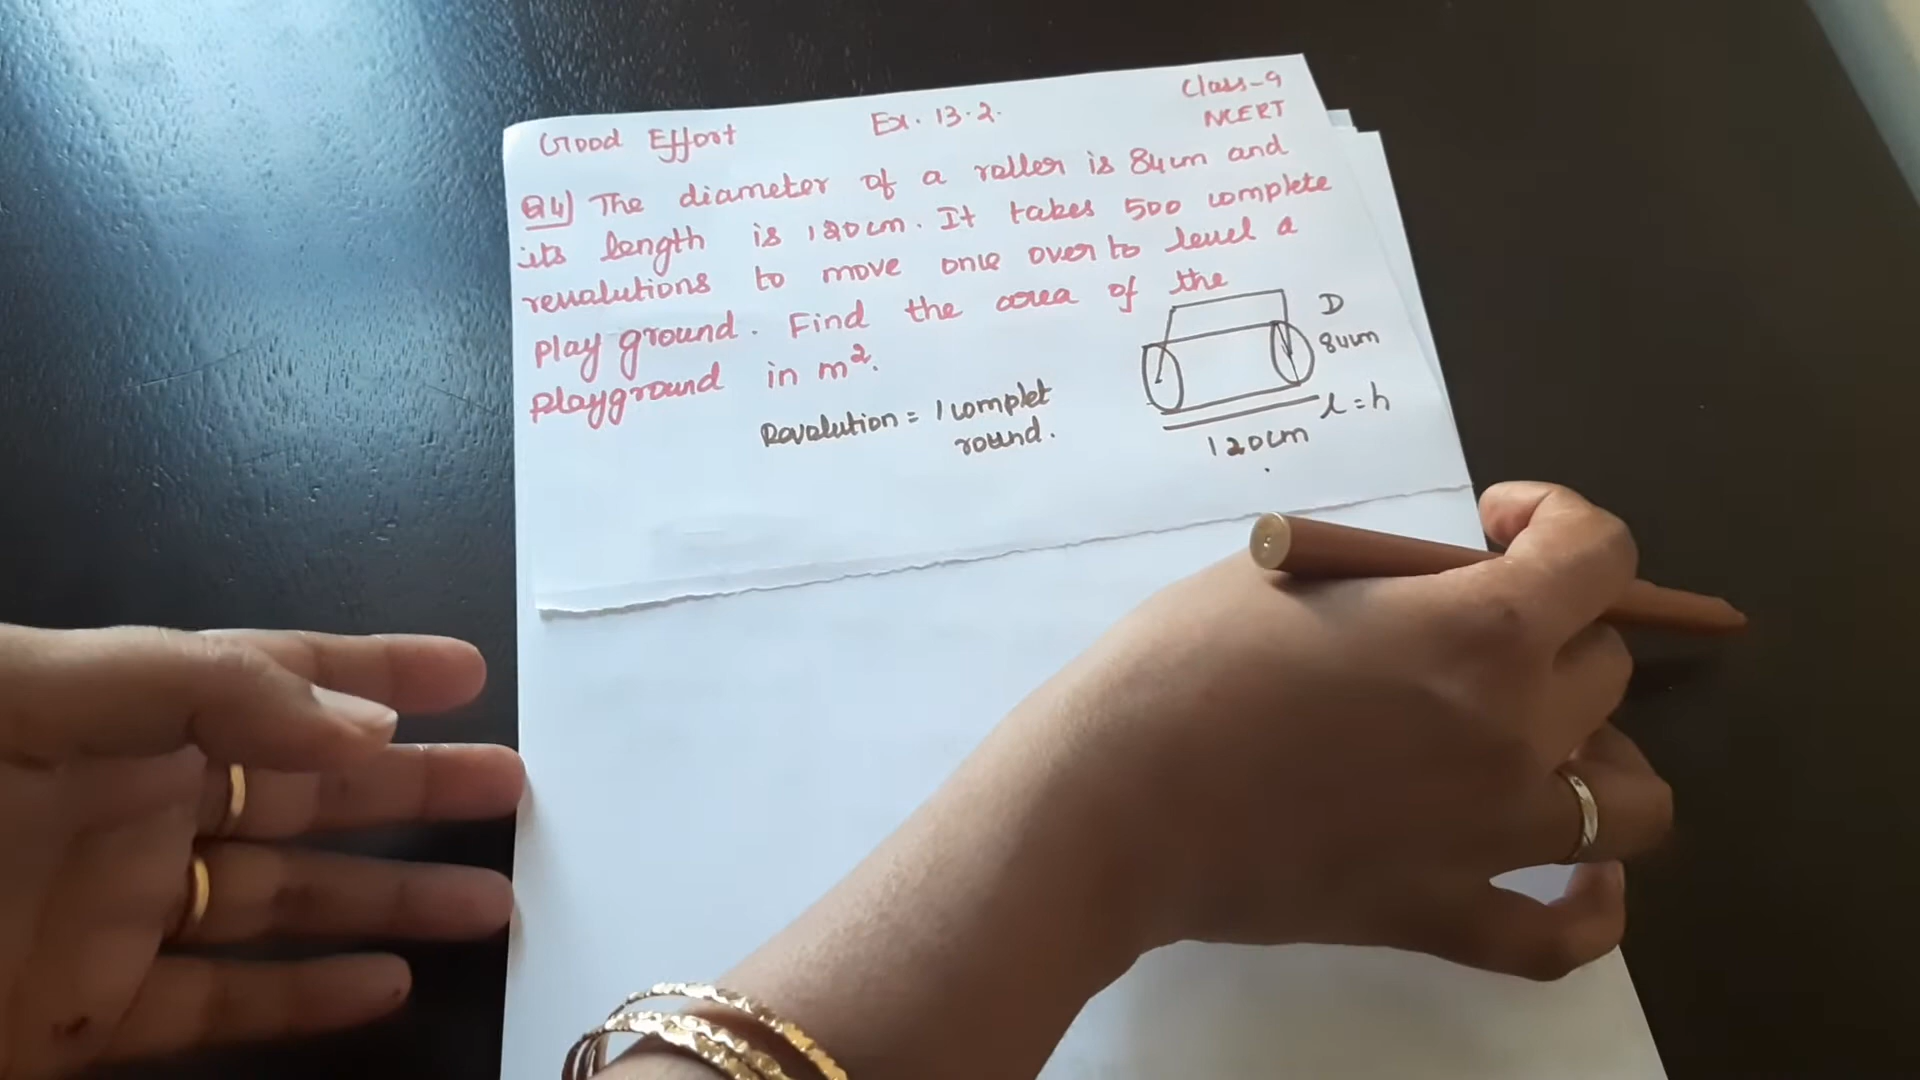 Good Effort Ex. 13.2. Class-9
NCERT
Q4) The diameter of a roller is 84cm and
its length is 120cm. It takes 500 complete
revalutions to move once over to level a
play ground. Find the area of the
playground in m².
D
84cm
Revolution = 1 complet
round.
l = h
120cm